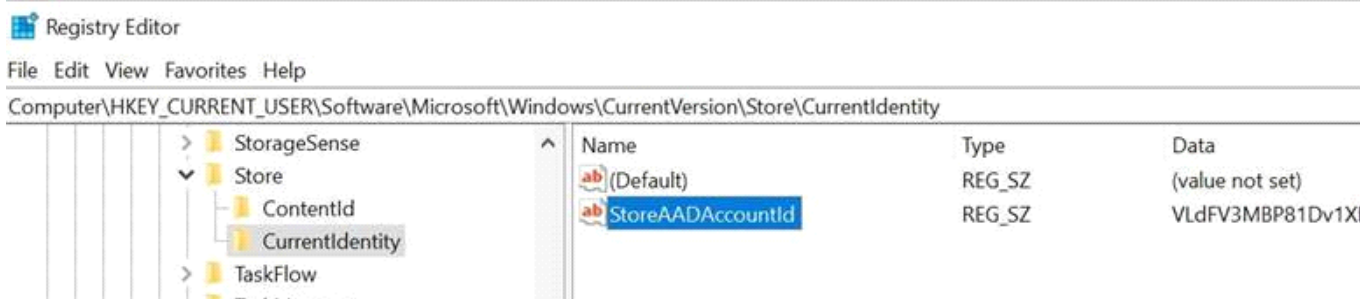 Registry Editor
File Edit View Favorites Help
Computer\HKEY_CURRENT_USER\Software\Microsoft\Windows\CurrentVersion\Store\CurrentIdentity
StorageSense
Store
ContentId
CurrentIdentity
TaskFlow
Name Type Data
(Default) REG_SZ (value not set)
StoreAADAccountId REG_SZ VLdFV3MBP81Dv1X